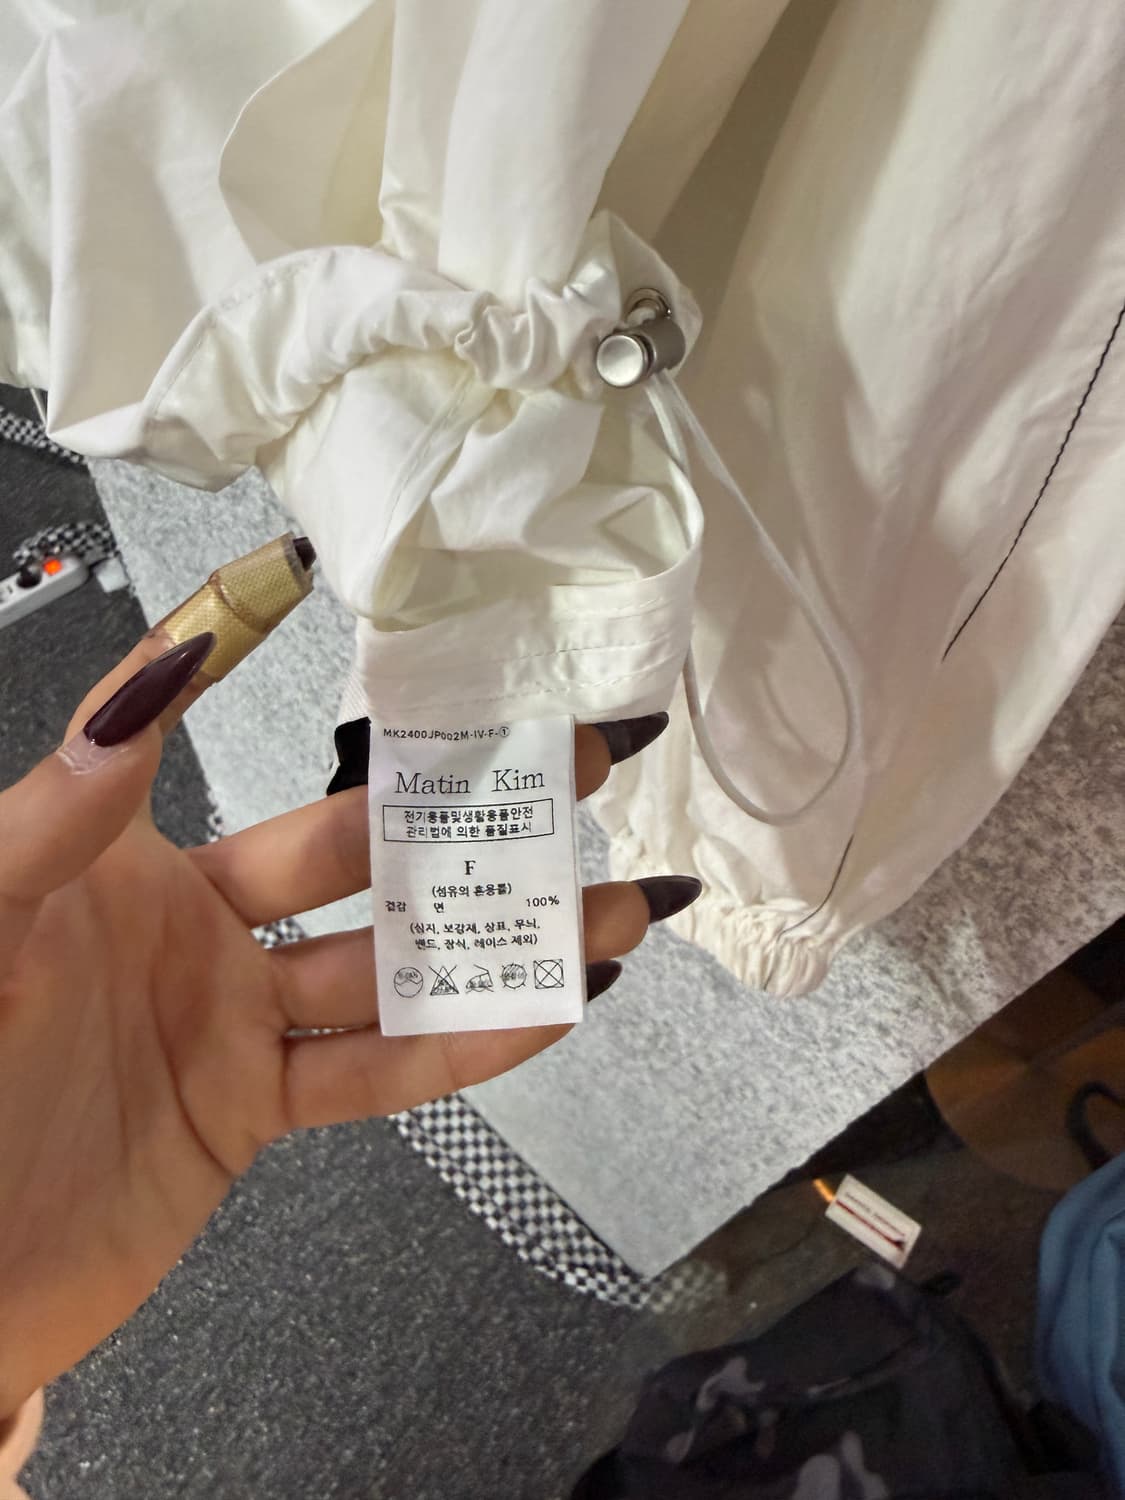 MK2400JP002M-IV-F-①
Matin Kim
전기용품및생활용품안전
관리법에 의한 품질표시
F
(섬유의 혼용률)
겉감 면 100%
(심지, 보강재, 상표, 무늬,
밴드, 장식, 레이스 제외)